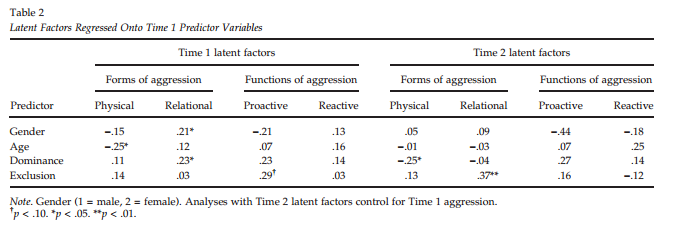 Table 2
Latent Factors Regressed Onto Time 1 Predictor Variables
Time 1 latent factors Time 2 latent factors
Forms of aggression Functions of aggression Forms of aggression Functions of aggression
Predictor Physical Relational Proactive Reactive Physical Relational Proactive Reactive
Gender −.15 .21* −.21 .13 .05 .09 −.44 −.18
Age −.25* .12 .07 .16 −.01 −.03 .07 .25
Dominance .11 .23* .23 .14 −.25* −.04 .27 .14
Exclusion .14 .03 .29† .03 .13 .37** .16 −.12
Note. Gender (1 = male, 2 = female). Analyses with Time 2 latent factors control for Time 1 aggression.
†p < .10. *p < .05. **p < .01.